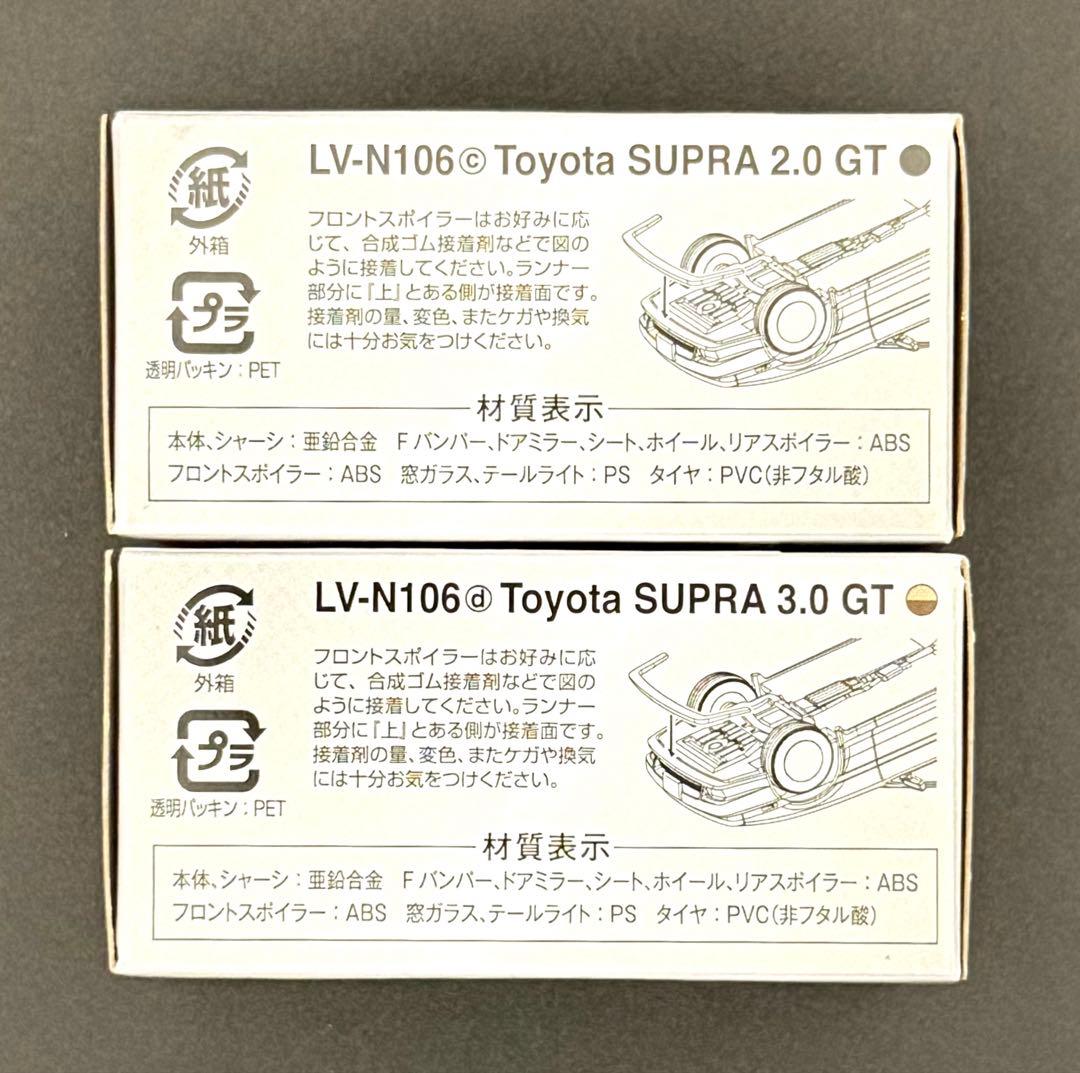 紙
外箱
プラ
透明パッキン：PET
LV-N106ⓒ Toyota SUPRA 2.0 GT
フロントスポイラーはお好みに応
じて、合成ゴム接着剤などで図の
ように接着してください。ランナー
部分に『上』とある側が接着面です。
接着剤の量、変色、またケガや換気
には十分お気をつけください。
材質表示
本体、シャーシ：亜鉛合金　Fバンパー、ドアミラー、シート、ホイール、リアスポイラー：ABS
フロントスポイラー：ABS　窓ガラス、テールライト：PS　タイヤ：PVC（非フタル酸）
紙
外箱
プラ
透明パッキン：PET
LV-N106ⓓ Toyota SUPRA 3.0 GT
フロントスポイラーはお好みに応
じて、合成ゴム接着剤などで図の
ように接着してください。ランナー
部分に『上』とある側が接着面です。
接着剤の量、変色、またケガや換気
には十分お気をつけください。
材質表示
本体、シャーシ：亜鉛合金　Fバンパー、ドアミラー、シート、ホイール、リアスポイラー：ABS
フロントスポイラー：ABS　窓ガラス、テールライト：PS　タイヤ：PVC（非フタル酸）